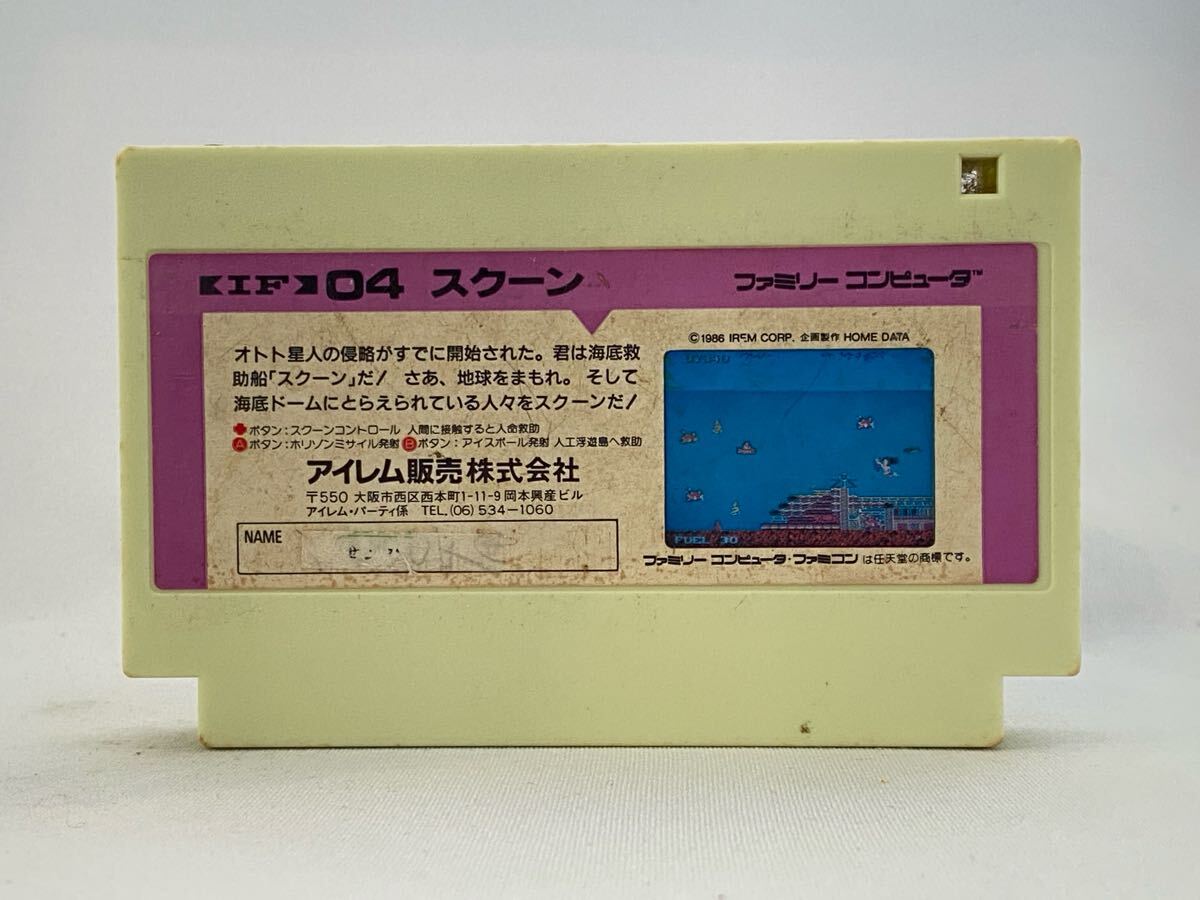 IF 04 スクーン
ファミリー コンピュータ™
©1986 IREM CORP. 企画製作 HOME DATA
オトト星人の侵略がすでに開始された。君は海底救
助船「スクーン」だ! さあ、地球をまもれ。そして
海底ドームにとらえられている人々をスクーンだ!
ボタン:スクーンコントロール 人間に接触すると人命救助
Aボタン:ホリゾンミサイル発射 Bボタン:アイスボール発射 人工浮遊島へ救助
アイレム販売株式会社
〒550 大阪市西区西本町1-11-9 岡本興産ビル
アイレム・パーティ係 TEL.(06)534-1060
NAME
FUEL 30
ファミリー コンピュータ・ファミコン は任天堂の商標です。